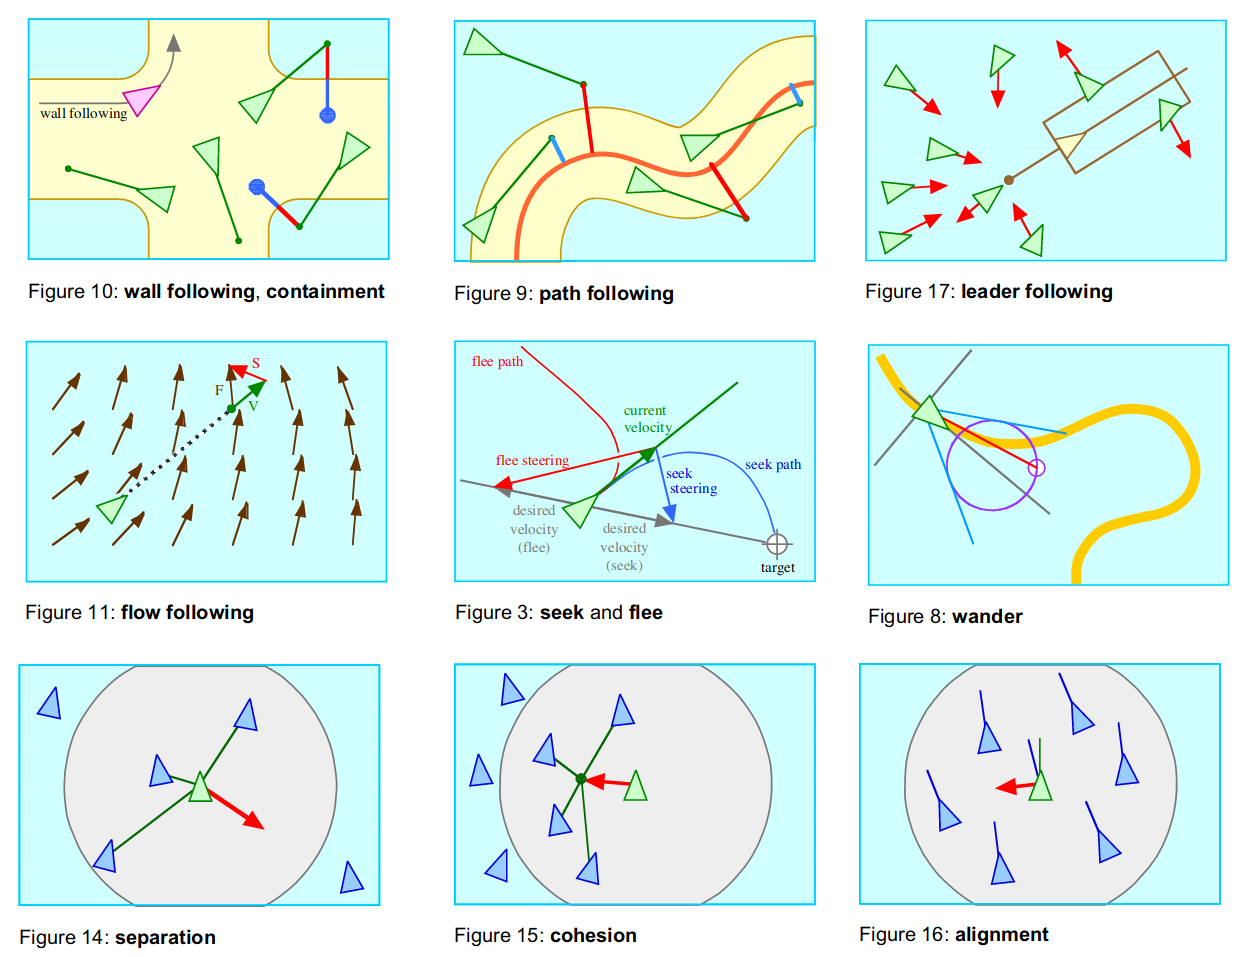 wall following
Figure 10: wall following, containment
Figure 9: path following
Figure 17: leader following
S
F
V
Figure 11: flow following
flee path
current
velocity
flee steering
seek
steering
seek path
desired
velocity
(flee)
desired
velocity
(seek)
target
Figure 3: seek and flee
Figure 8: wander
Figure 14: separation
Figure 15: cohesion
Figure 16: alignment